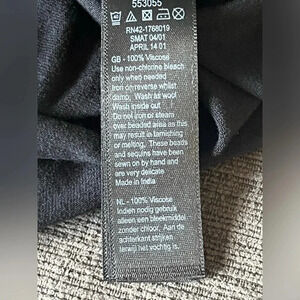 553055
RN42-1768019
SMAT 04/01
APRIL 14 01
GB - 100% Viscose
Use non-chlorine bleach
only when needed
Iron on reverse whilst
damp. Wash as wool
Wash inside out
Do not iron or steam
over beaded area as this
may result in tarnishing
or melting. These beads
and sequins have been
sewn on by hand and
are very delicate
Made in India
NL - 100% Viscose
Indien nodig gebruik
alleen een bleekmiddel
zonder chloor. Aan de
achterkant strijken
terwijl het vochtig is.